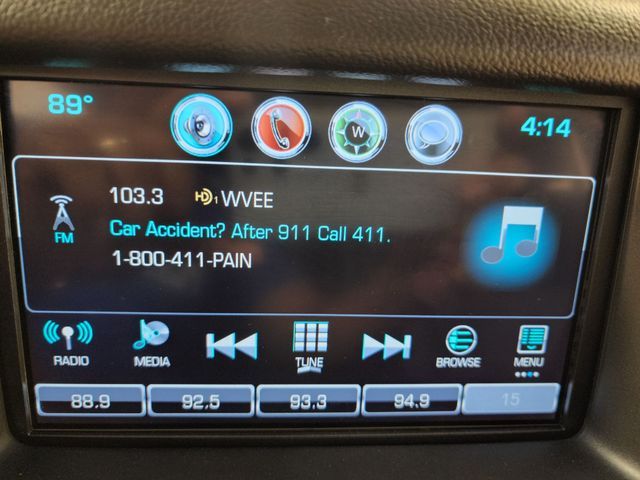 89°
W
4:14
103.3 HD1 WVEE
FM
Car Accident? After 911 Call 411.
1-800-411-PAIN
RADIO MEDIA TUNE BROWSE MENU
88.9 92.5 93.3 94.9 15